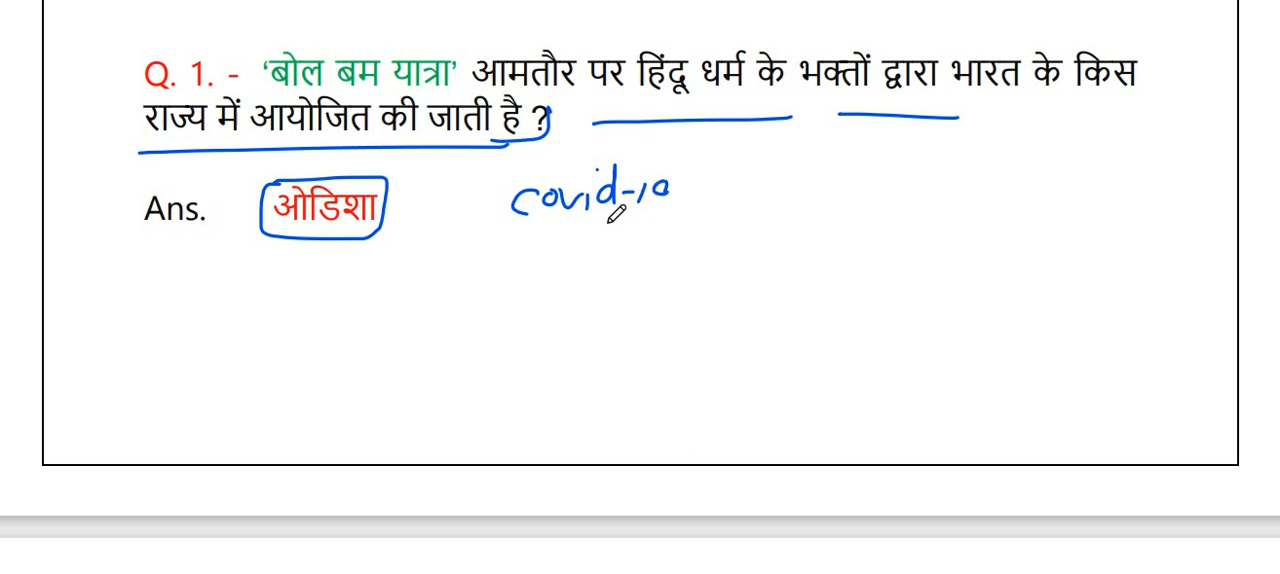 Q. 1. - ‘बोल बम यात्रा’ आमतौर पर हिंदू धर्म के भक्तों द्वारा भारत के किस
राज्य में आयोजित की जाती है ?
Ans. ओडिशा covid-19